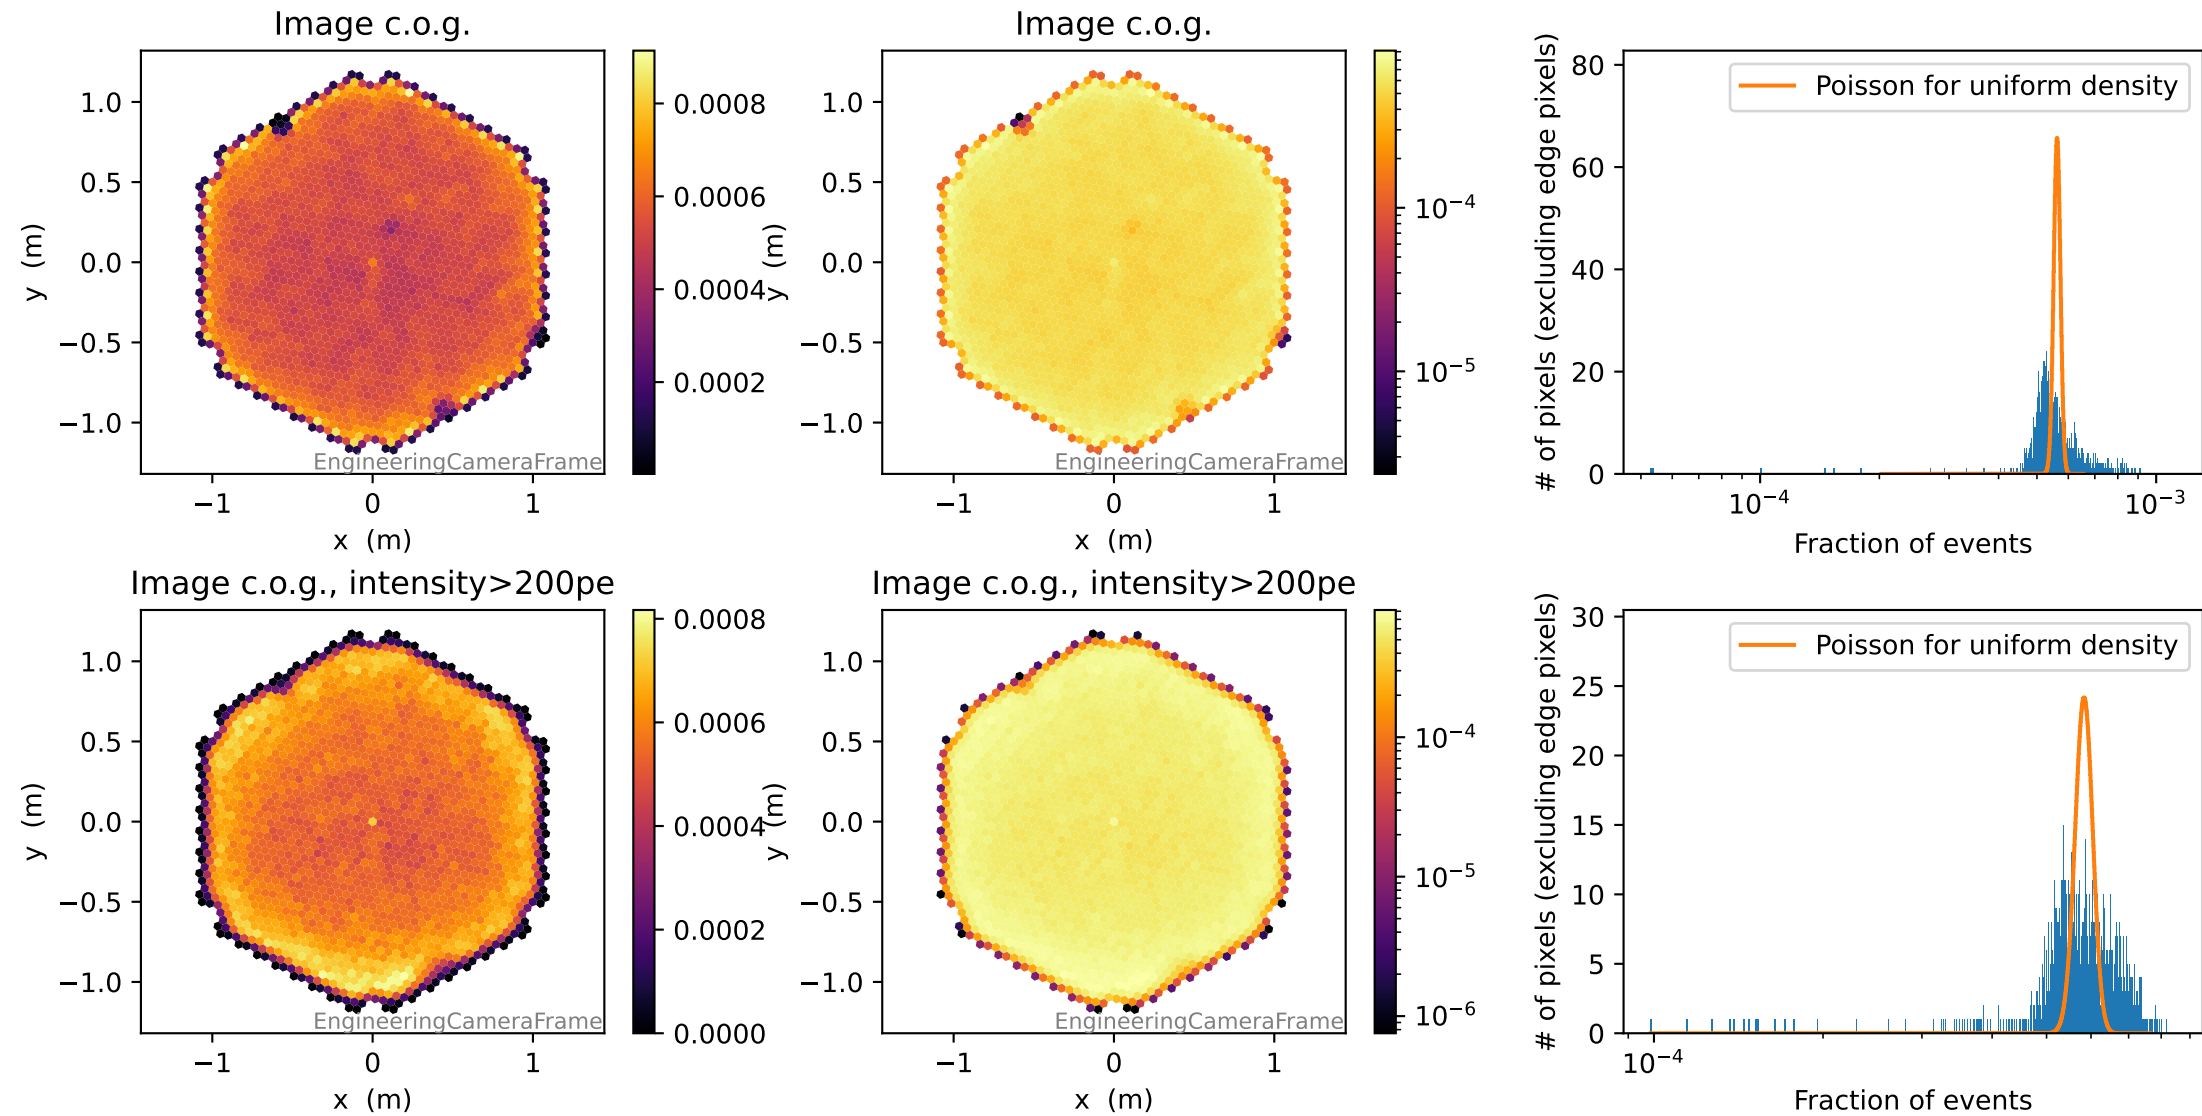 Image c.o.g.
1.0
0.5
0.0
−0.5
−1.0
y (m)
−1
0
1
x (m)
EngineeringCameraFrame
0.0008
0.0006
0.0004
0.0002
Image c.o.g.
1.0
0.5
0.0
−0.5
−1.0
y (m)
−1
0
1
x (m)
EngineeringCameraFrame
10⁻⁴
10⁻⁵
# of pixels (excluding edge pixels)
80
60
40
20
0
Poisson for uniform density
10⁻⁴
10⁻³
Fraction of events
Image c.o.g., intensity>200pe
1.0
0.5
0.0
−0.5
−1.0
y (m)
−1
0
1
x (m)
EngineeringCameraFrame
0.0008
0.0006
0.0004
0.0002
0.0000
Image c.o.g., intensity>200pe
1.0
0.5
0.0
−0.5
−1.0
y (m)
−1
0
1
x (m)
EngineeringCameraFrame
10⁻⁴
10⁻⁵
10⁻⁶
# of pixels (excluding edge pixels)
30
25
20
15
10
5
0
Poisson for uniform density
10⁻⁴
Fraction of events